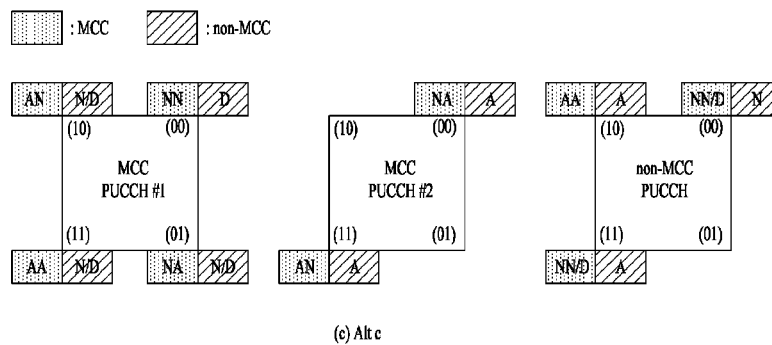 : MCC : non-MCC
AN N/D NN D NA A AA A NN/D N
(10) (00) (10) (00) (10) (00)
MCC MCC non-MCC
PUCCH #1 PUCCH #2 PUCCH
(11) (01) (11) (01) (11) (01)
AA N/D NA N/D AN A NN/D A
(c) Alt c